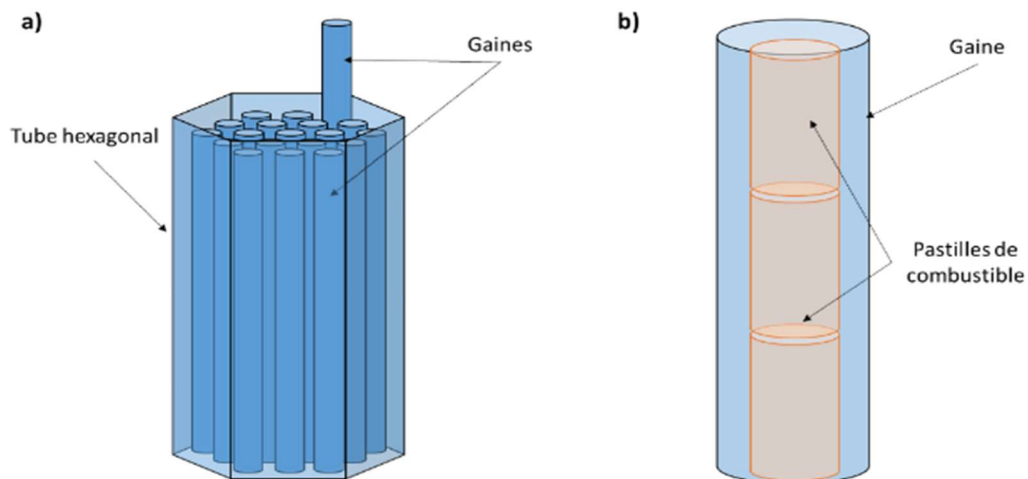 a)
Gaines
Tube hexagonal
b)
Gaine
Pastilles de
combustible